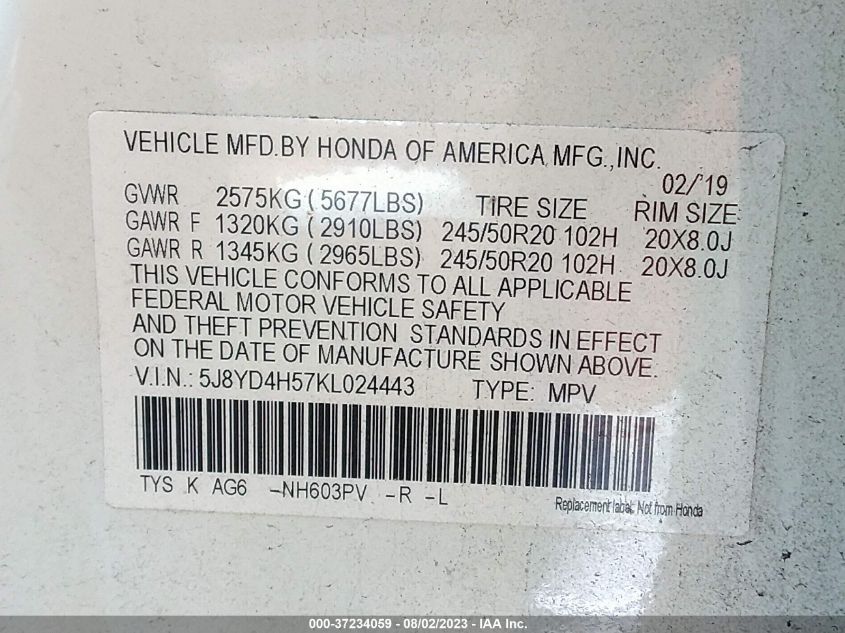 VEHICLE MFD.BY HONDA OF AMERICA MFG.,INC.
02/'19
GVWR 2575KG ( 5677LBS) TIRE SIZE RIM SIZE
GAWR F 1320KG ( 2910LBS) 245/50R20 102H 20X8.0J
GAWR R 1345KG ( 2965LBS) 245/50R20 102H 20X8.0J
THIS VEHICLE CONFORMS TO ALL APPLICABLE
FEDERAL MOTOR VEHICLE SAFETY
AND THEFT PREVENTION STANDARDS IN EFFECT
ON THE DATE OF MANUFACTURE SHOWN ABOVE.
V.I.N.: 5J8YD4H57KL024443 TYPE: MPV
TYS K AG6 -NH603PV -R -L
Replacement label, Not from Honda
000-37234059 - 08/02/2023 - IAA Inc.